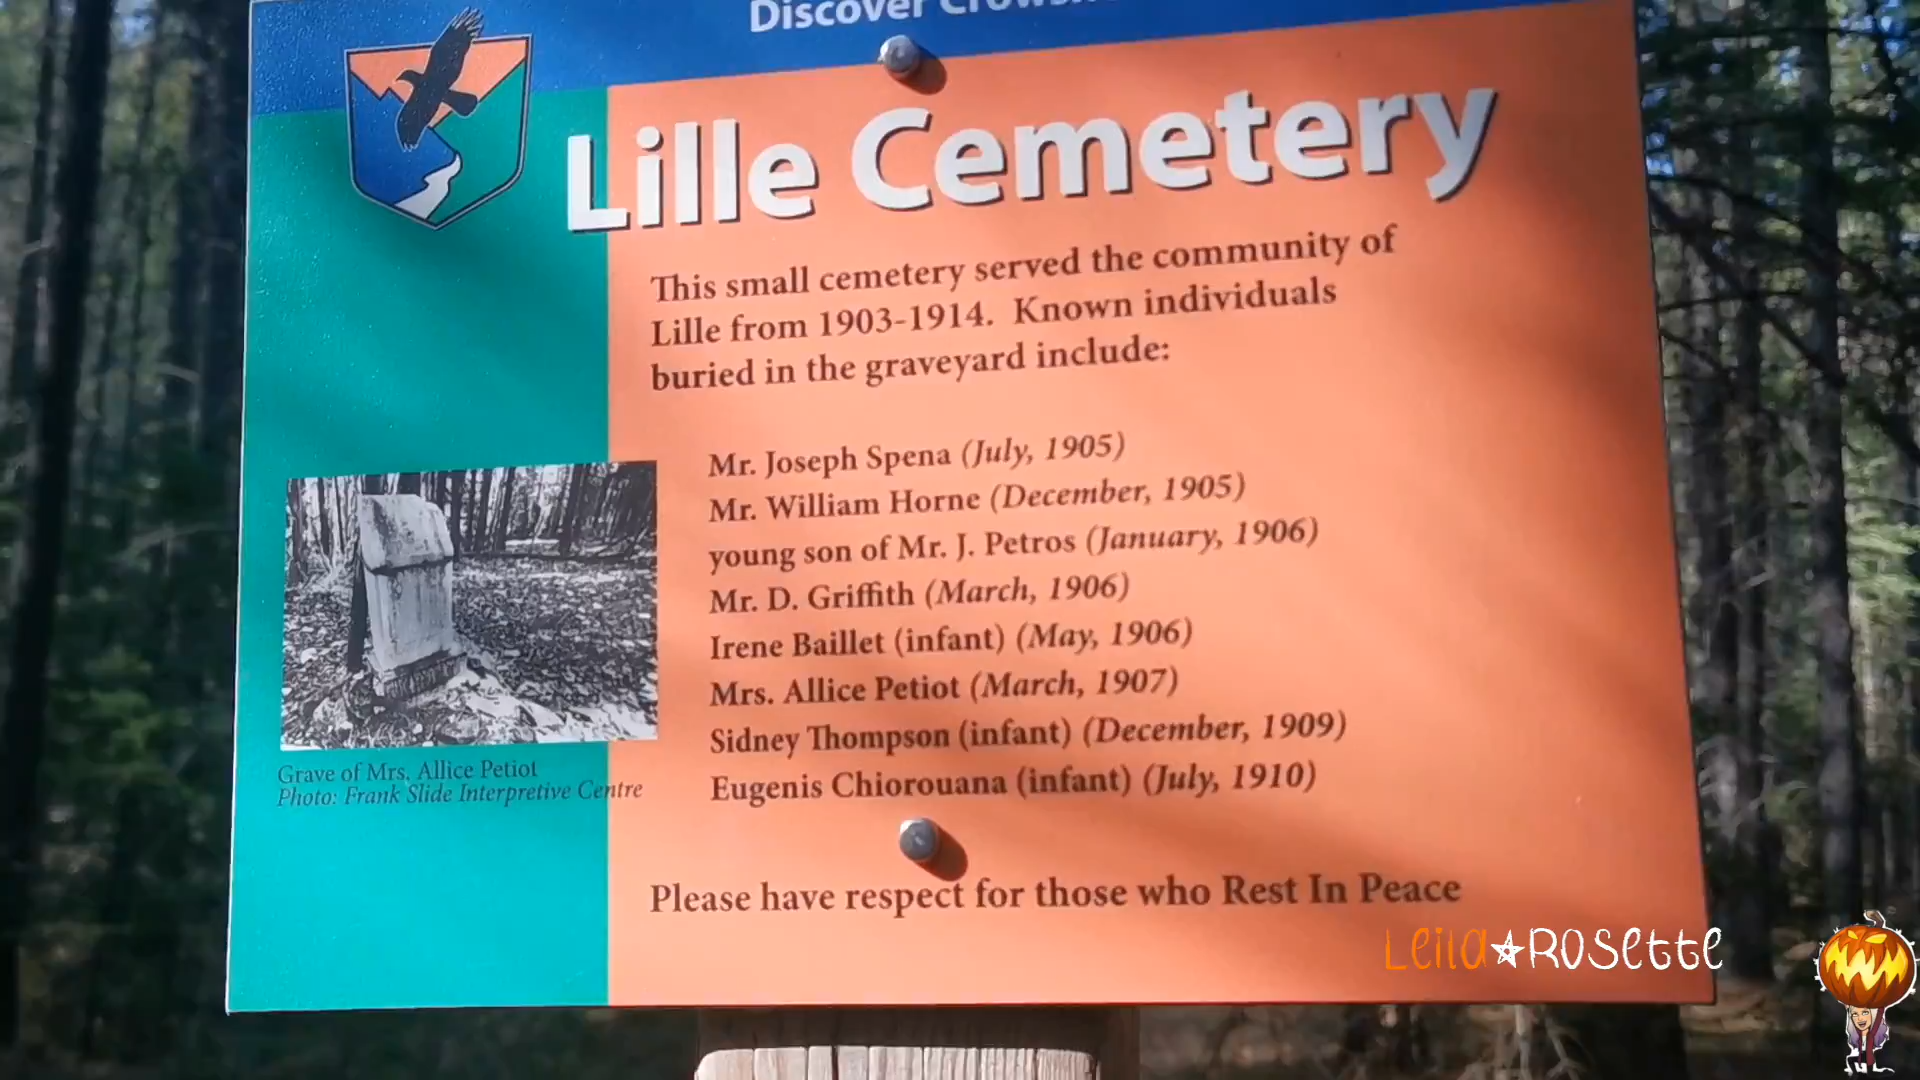 Discover
Lille Cemetery
This small cemetery served the community of
Lille from 1903-1914. Known individuals
buried in the graveyard include:
Mr. Joseph Spena (July, 1905)
Mr. William Horne (December, 1905)
young son of Mr. J. Petros (January, 1906)
Mr. D. Griffith (March, 1906)
Irene Baillet (infant) (May, 1906)
Mrs. Allice Petiot (March, 1907)
Sidney Thompson (infant) (December, 1909)
Eugenis Chiorouana (infant) (July, 1910)
Grave of Mrs. Allice Petiot
Photo: Frank Slide Interpretive Centre
Please have respect for those who Rest In Peace
Leila★Rosette